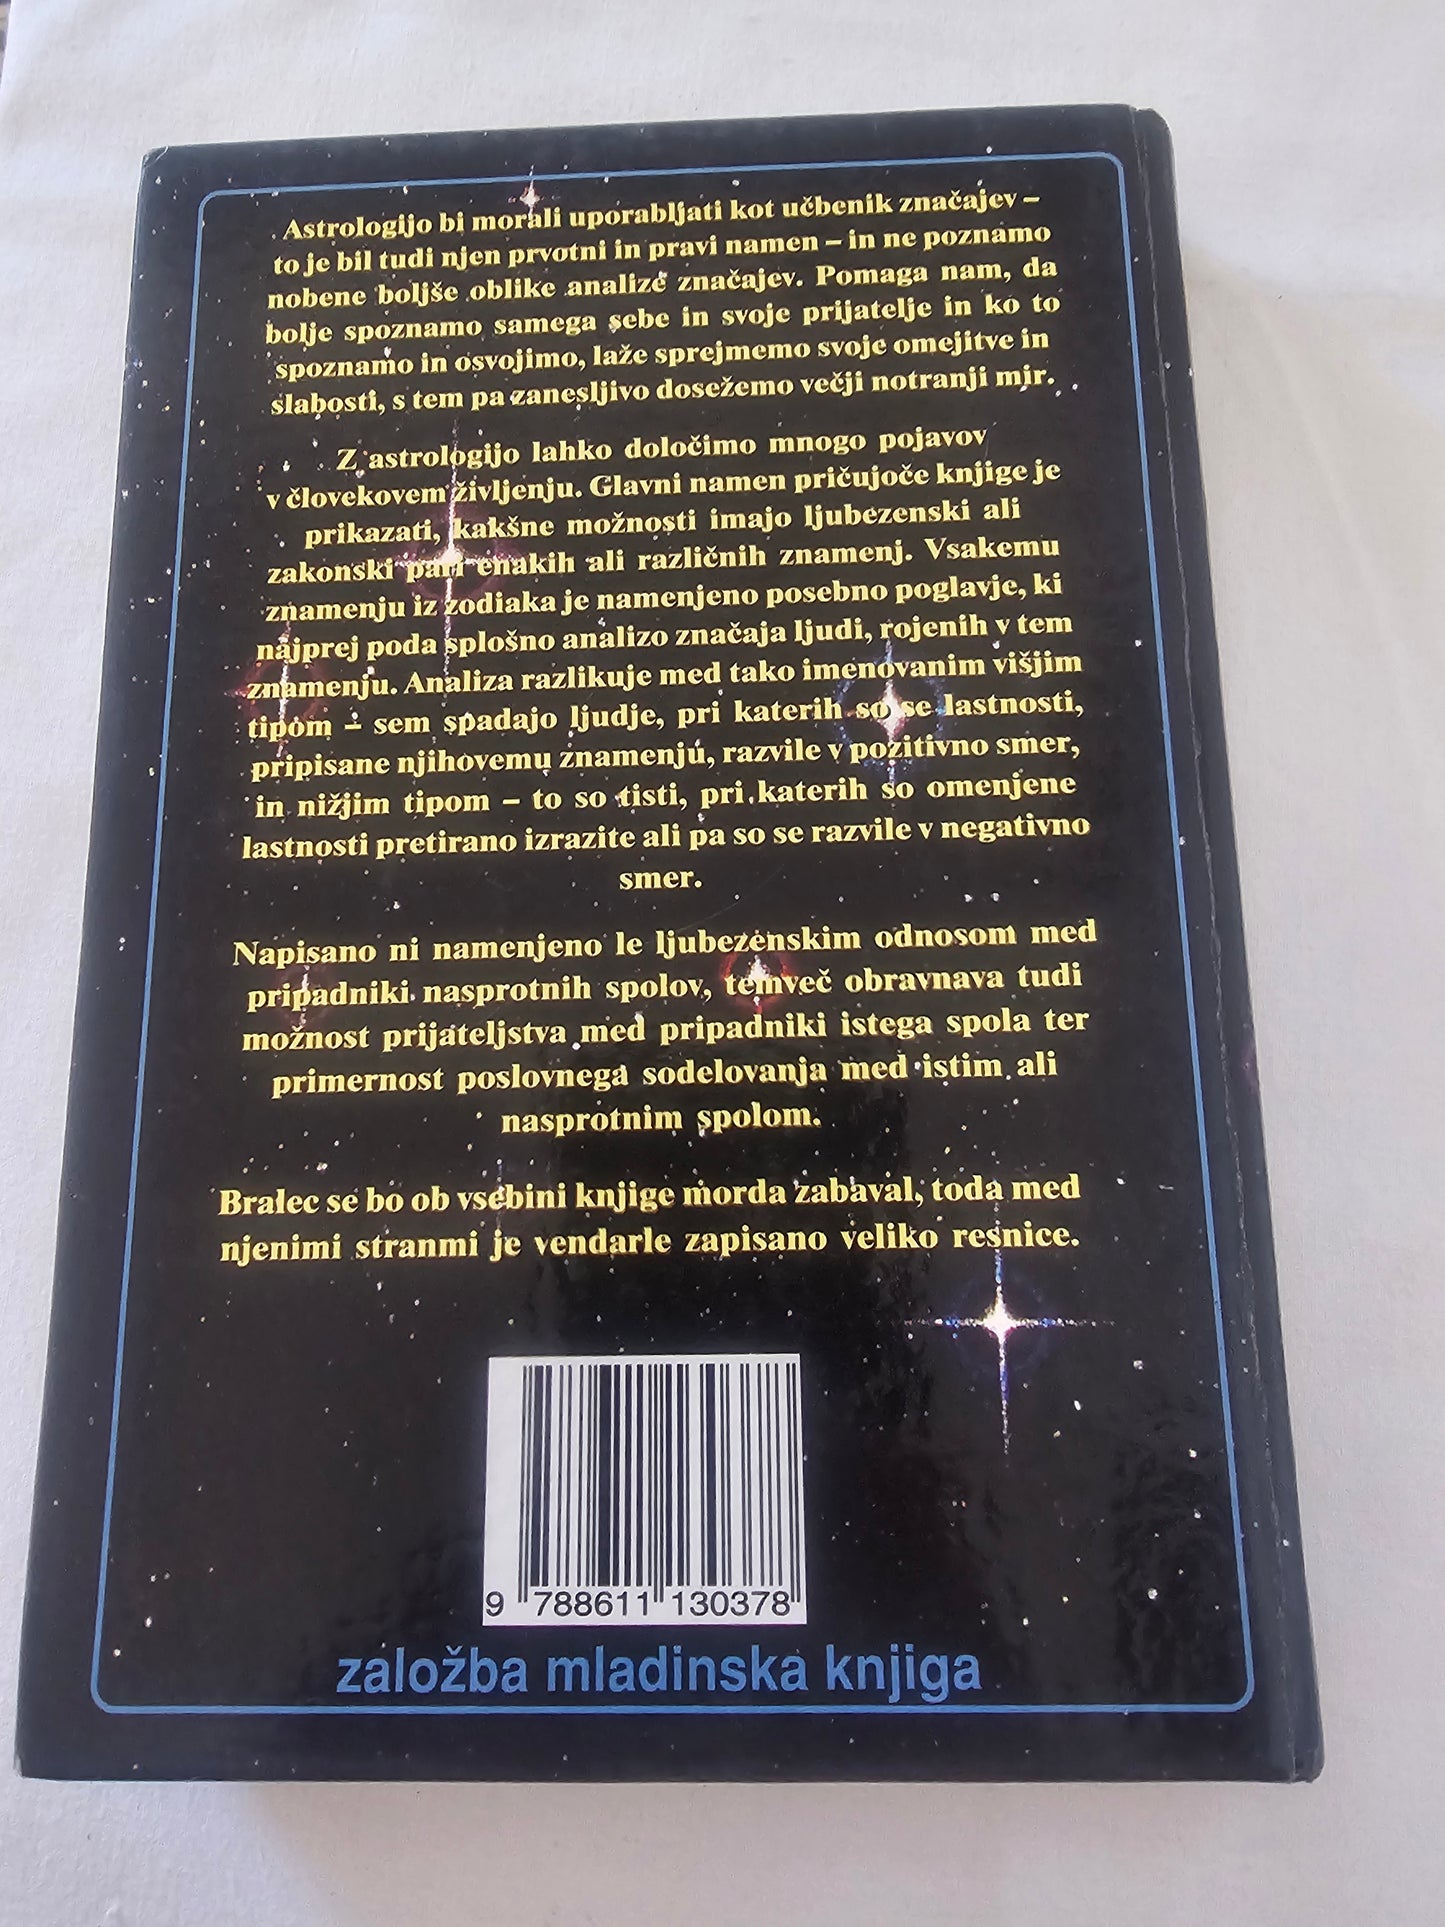 Astrologijo bi morali uporabljati kot učbenik značajev –
to je bil tudi njen prvotni in pravi namen – in ne poznamo
nobene boljše oblike analize značajev. Pomaga nam, da
bolje spoznamo samega sebe in svoje prijatelje in ko to
spoznamo in osvojimo, laže sprejmemo svoje omejitve in
slabosti, s tem pa zanesljivo dosežemo večji notranji mir.
Z astrologijo lahko določimo mnogo pojavov
v človekovem življenju. Glavni namen pričujoče knjige je
prikazati, kakšne možnosti imajo ljubezenski ali
zakonski pari enakih ali različnih znamenj. Vsakemu
znamenju iz zodiaka je namenjeno posebno poglavje, ki
najprej poda splošno analizo značaja ljudi, rojenih v tem
znamenju. Analiza razlikuje med tako imenovanim višjim
tipom – sem spadajo ljudje, pri katerih so se lastnosti,
pripisane njihovemu znamenju, razvile v pozitivno smer,
in nižjim tipom – to so tisti, pri katerih so omenjene
lastnosti pretirano izrazite ali pa so se razvile v negativno
smer.
Napisano ni namenjeno le ljubezenskim odnosom med
pripadniki nasprotnih spolov, temveč obravnava tudi
možnost prijateljstva med pripadniki istega spola ter
primernost poslovnega sodelovanja med istim ali
nasprotnim spolom.
Bralec se bo ob vsebini knjige morda zabaval, toda med
njenimi stranmi je vendarle zapisano veliko resnice.
9 788611 130378
založba mladinska knjiga